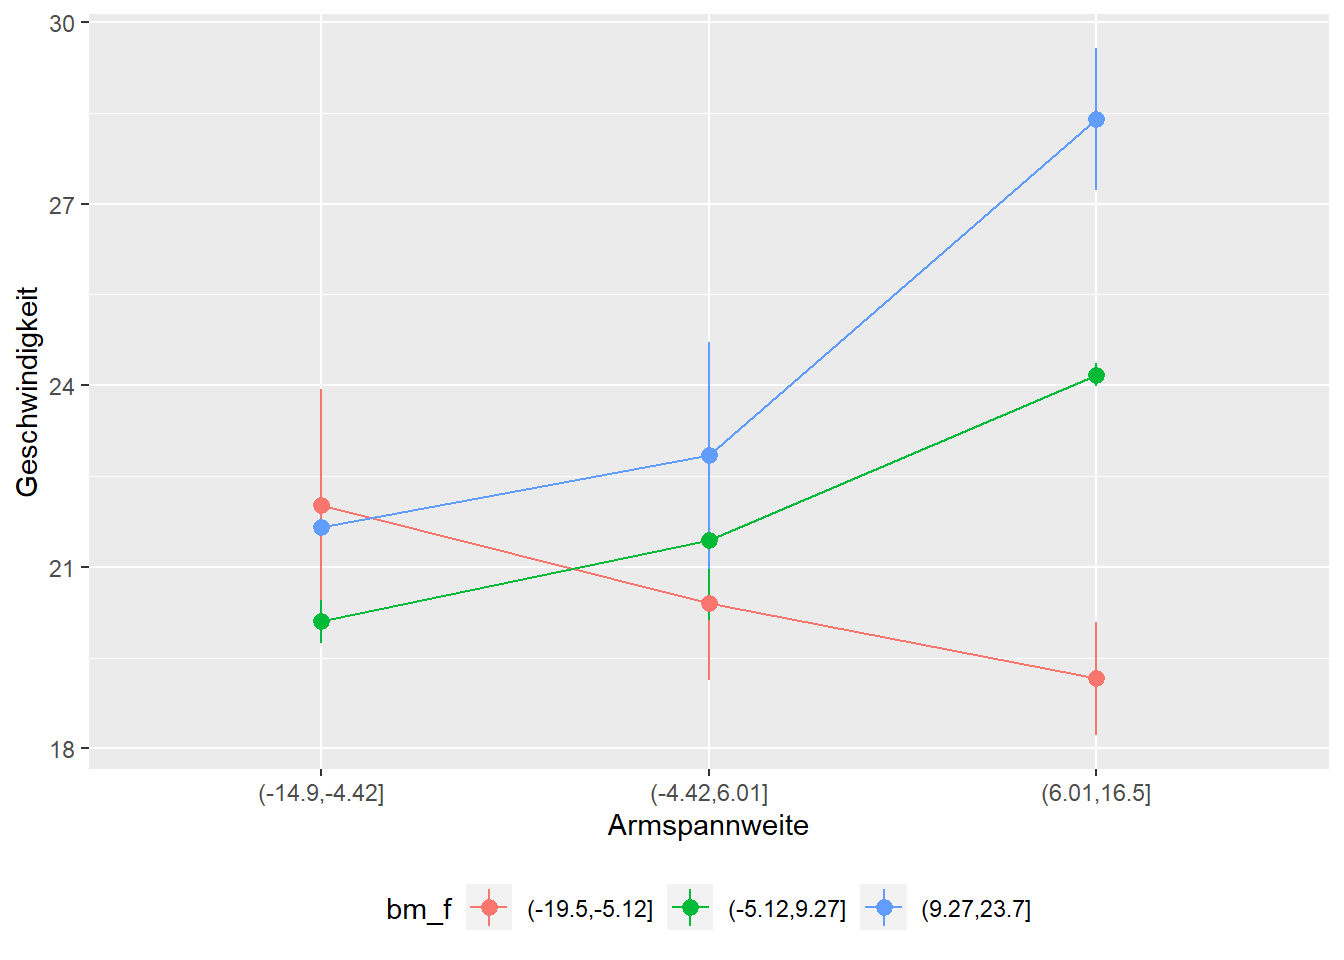 30
27
24
21
18
Geschwindigkeit
(-14.9,-4.42] (-4.42,6.01] (6.01,16.5]
Armspannweite
bm_f (-19.5,-5.12] (-5.12,9.27] (9.27,23.7]